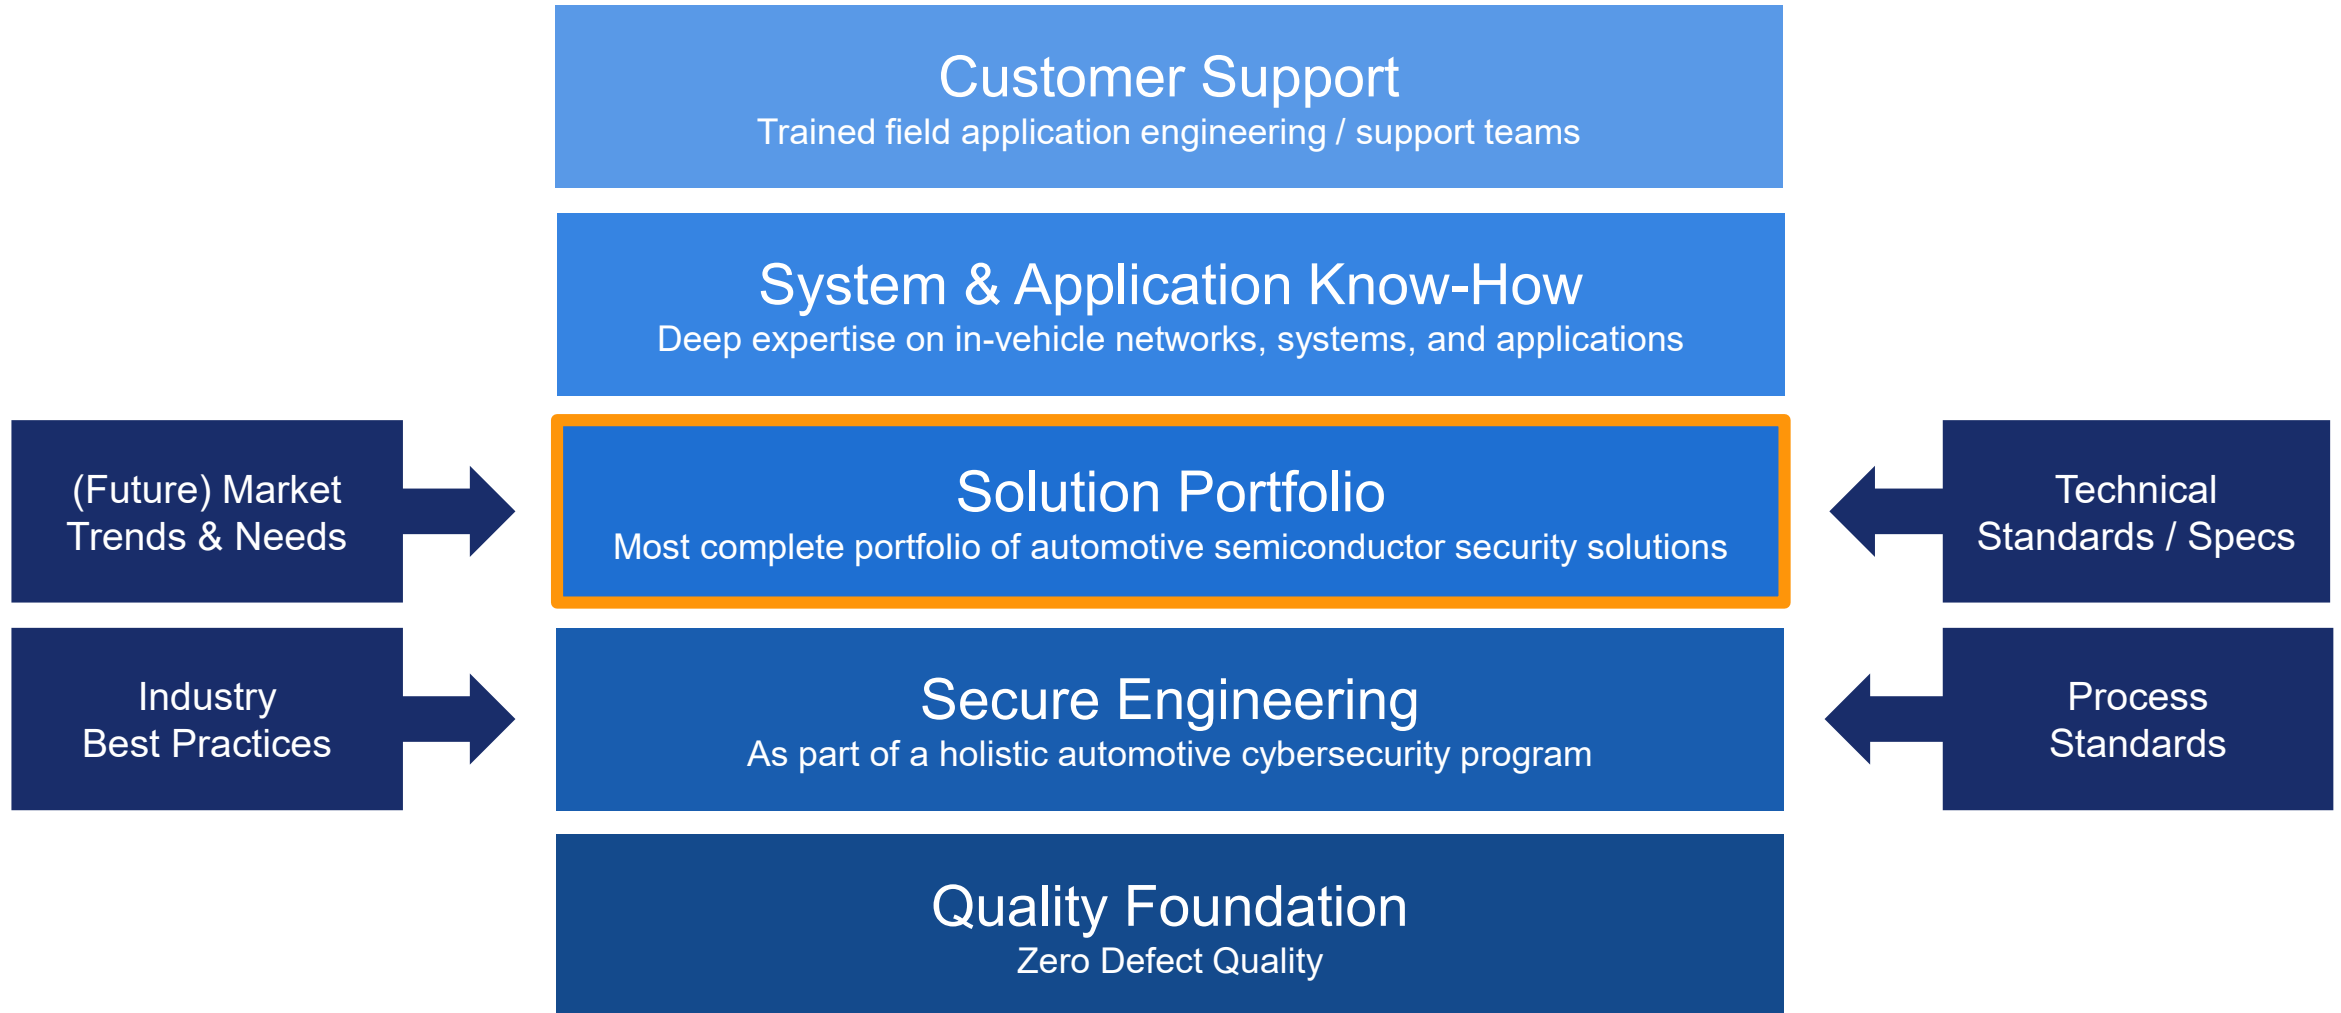 Customer Support
Trained field application engineering / support teams
System & Application Know-How
Deep expertise on in-vehicle networks, systems, and applications
(Future) Market
Trends & Needs
Solution Portfolio
Most complete portfolio of automotive semiconductor security solutions
Technical
Standards / Specs
Industry
Best Practices
Secure Engineering
As part of a holistic automotive cybersecurity program
Process
Standards
Quality Foundation
Zero Defect Quality